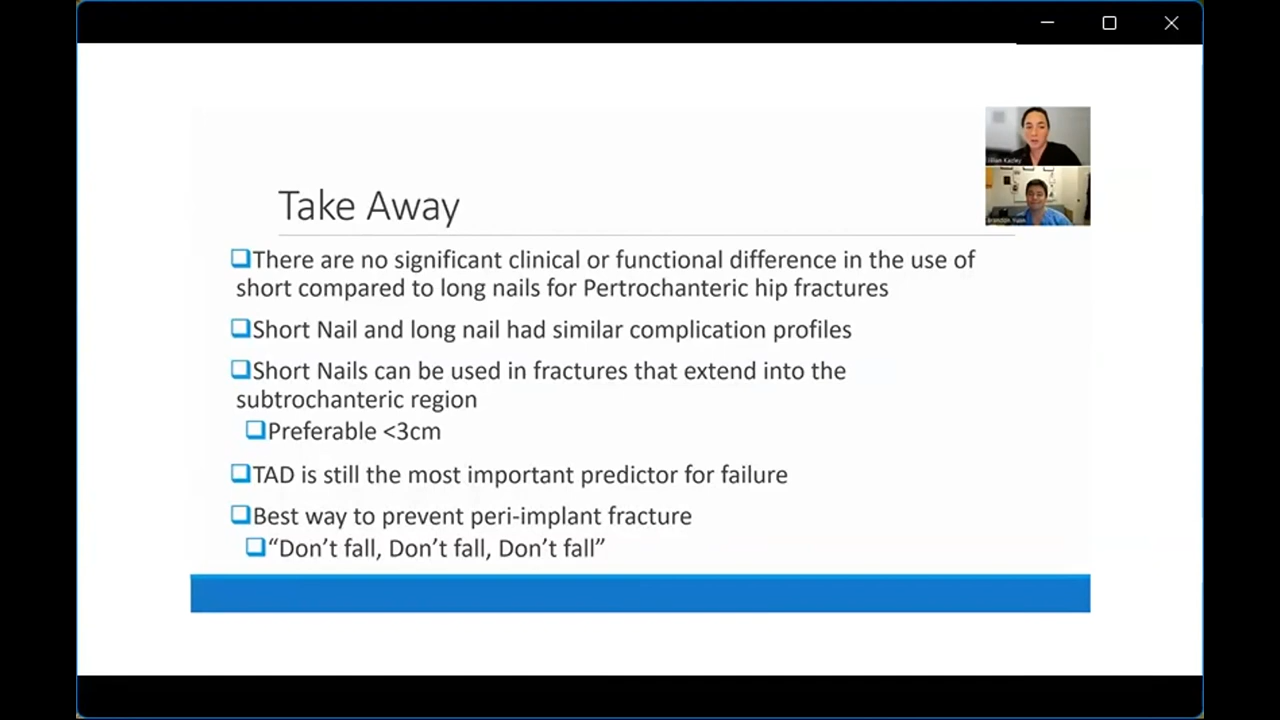 Take Away
❑There are no significant clinical or functional difference in the use of
short compared to long nails for Pertrochanteric hip fractures
❑Short Nail and long nail had similar complication profiles
❑Short Nails can be used in fractures that extend into the
subtrochanteric region
❑Preferable <3cm
❑TAD is still the most important predictor for failure
❑Best way to prevent peri-implant fracture
❑“Don’t fall, Don’t fall, Don’t fall”